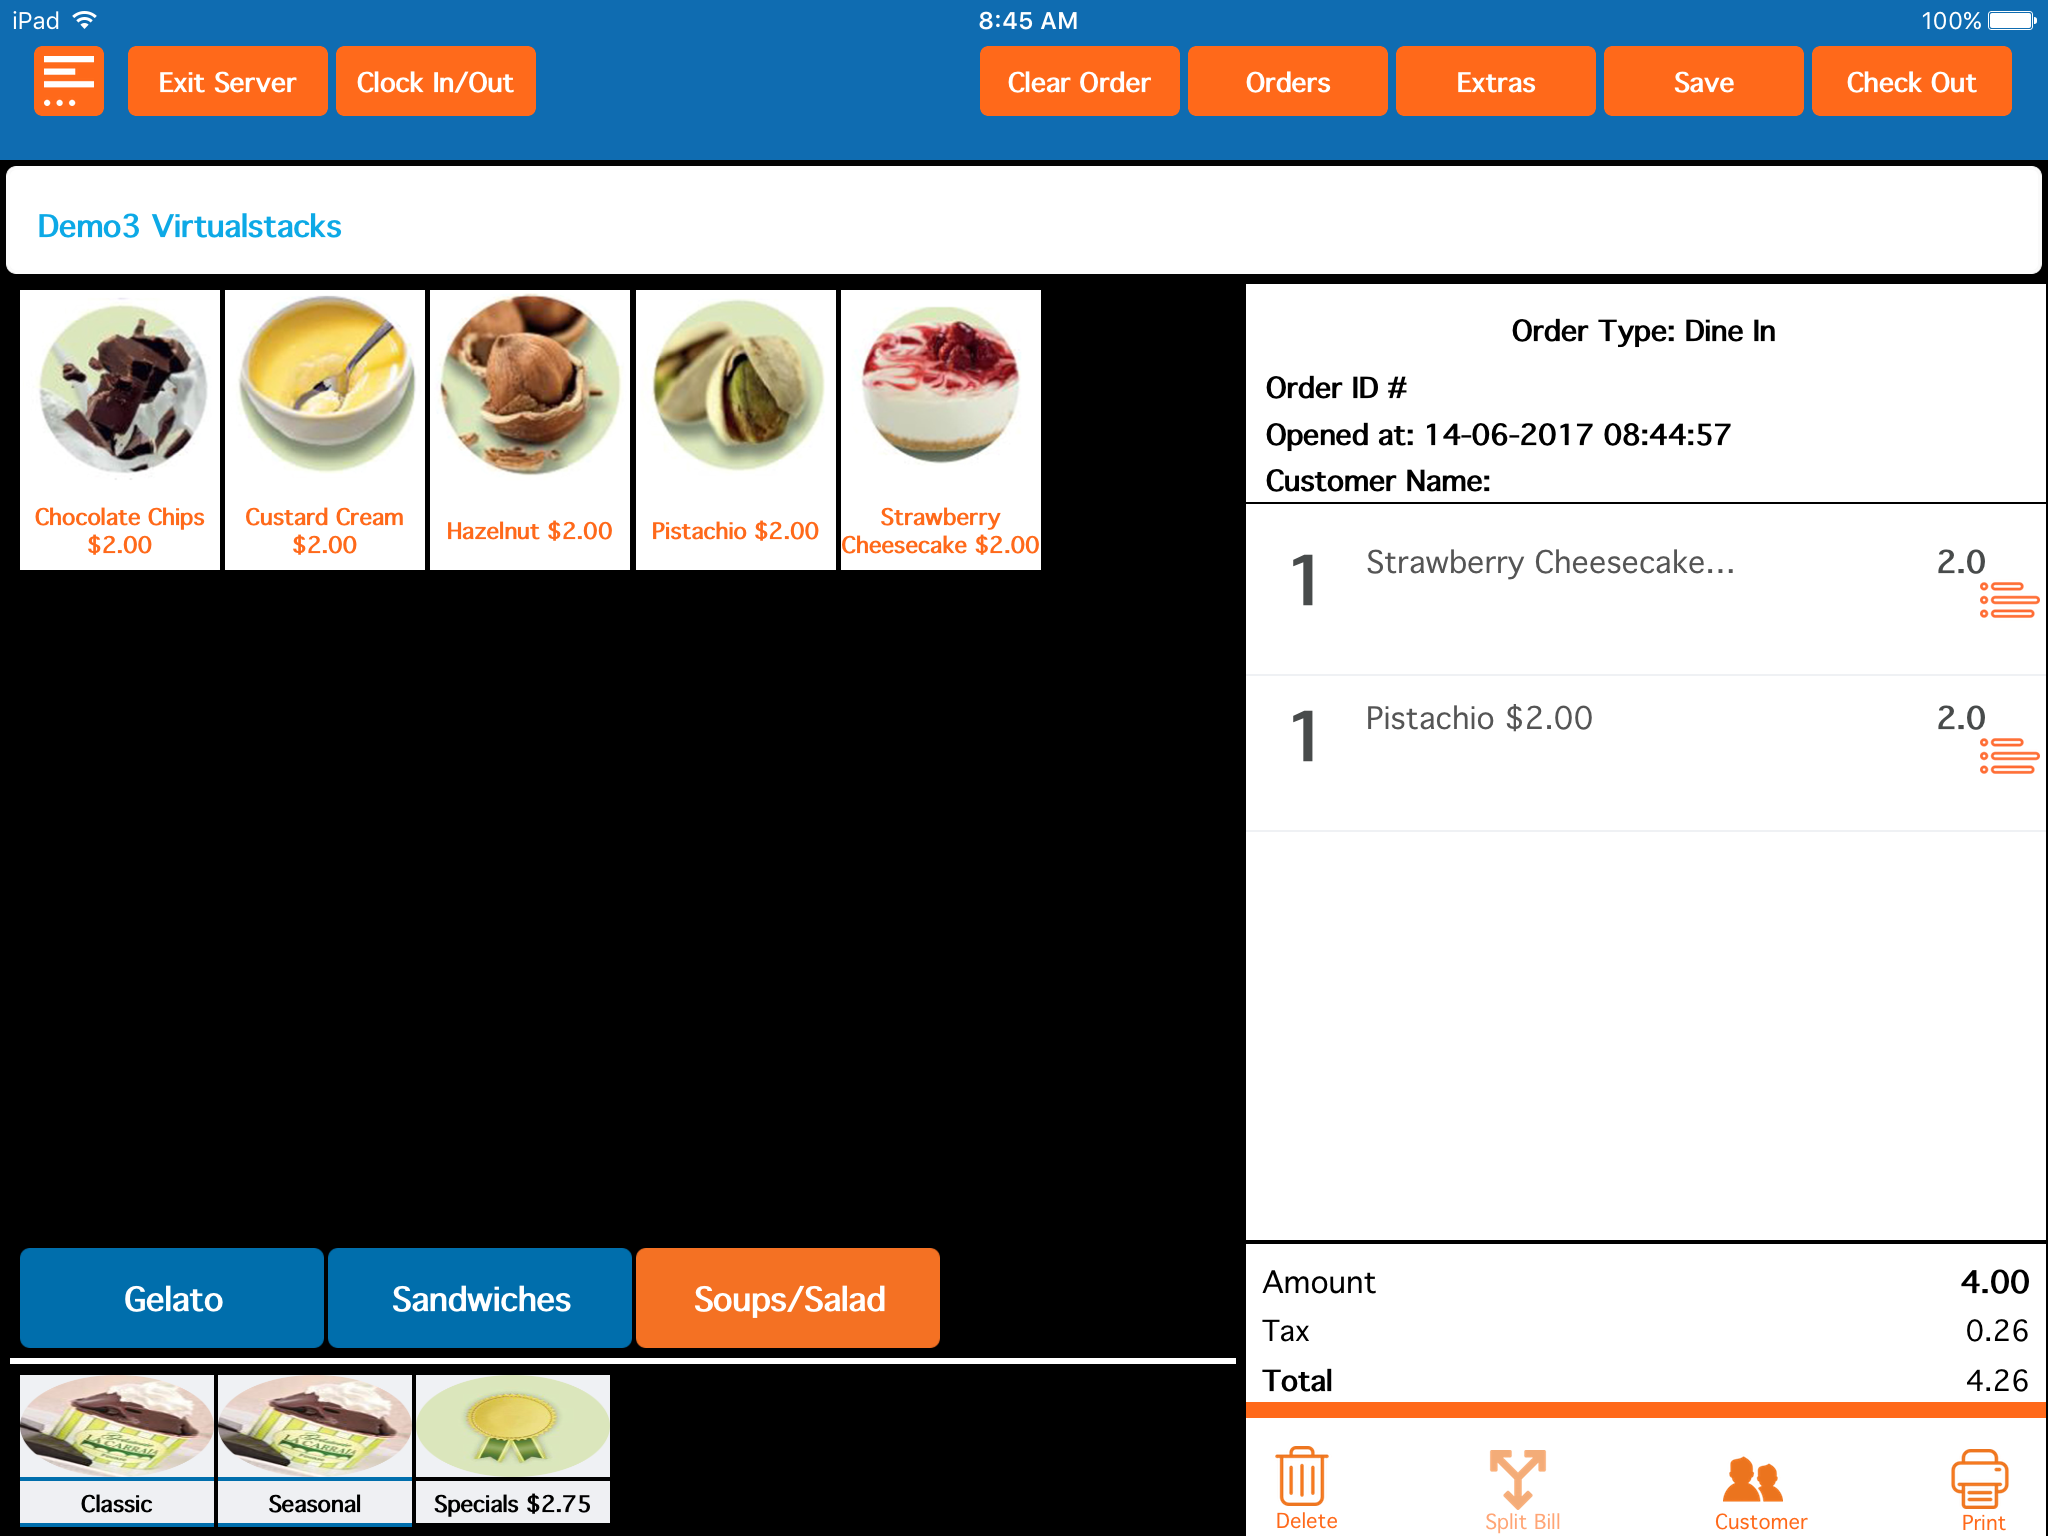 iPad
8:45 AM
100%
Exit Server
Clock In/Out
Clear Order
Orders
Extras
Save
Check Out
Demo3 Virtualstacks
Chocolate Chips
$2.00
Custard Cream
$2.00
Hazelnut $2.00
Pistachio $2.00
Strawberry
Cheesecake $2.00
Order Type: Dine In
Order ID #
Opened at: 14-06-2017 08:44:57
Customer Name:
1 Strawberry Cheesecake... 2.0
1 Pistachio $2.00 2.0
Gelato
Sandwiches
Soups/Salad
Amount 4.00
Tax 0.26
Total 4.26
Classic
Seasonal
Specials $2.75
Delete
Split Bill
Customer
Print